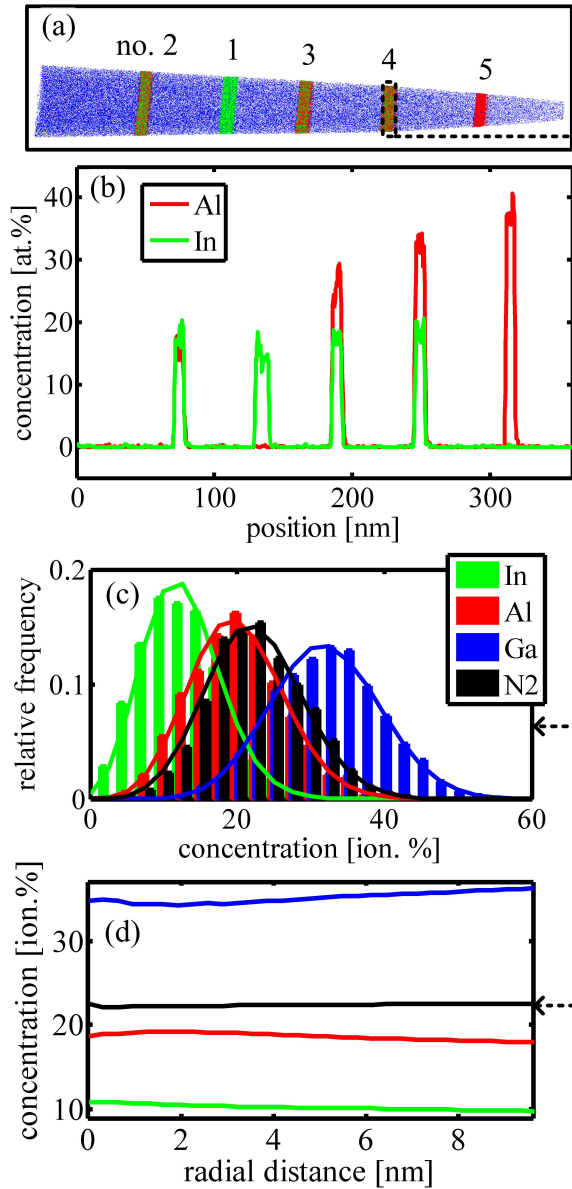 (a)
no. 2 1 3 4 5
(b)
Al
In
concentration [at.%]
40
30
20
10
0
0 100 200 300
position [nm]
(c)
In
Al
Ga
N2
relative frequency
0.2
0.1
0
0 20 40 60
concentration [ion. %]
(d)
concentration [ion.%]
30
20
10
0 2 4 6 8
radial distance [nm]